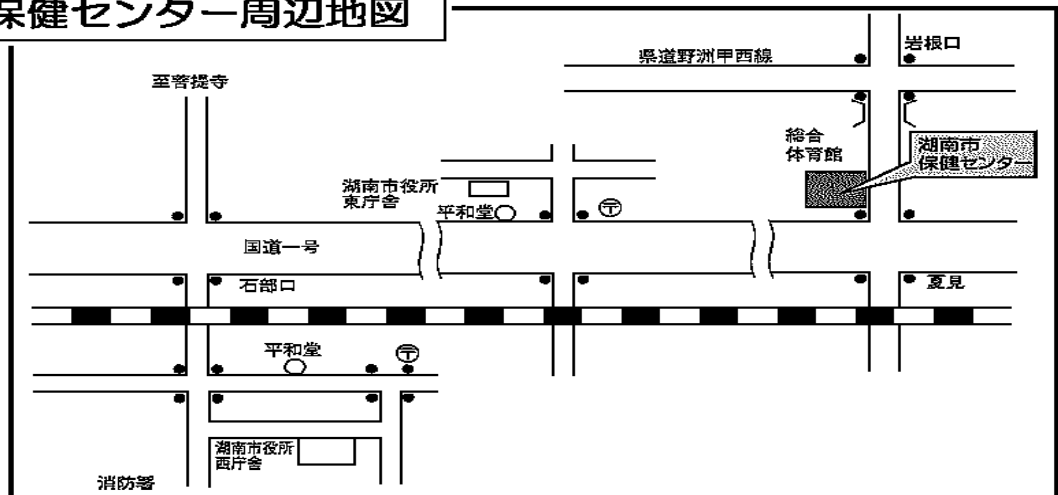 保健センター周辺地図
県道野洲甲西線
岩根口
至菩提寺
総合
体育館
湖南市
保健センター
湖南市役所
東庁舎
平和堂
〒
国道一号
石部口
夏見
平和堂
〒
湖南市役所
西庁舎
消防署